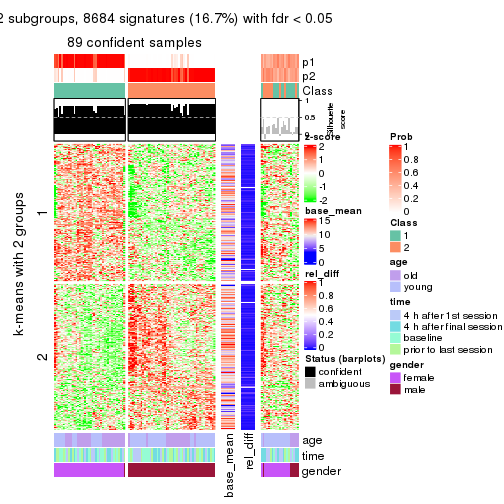 2 subgroups, 8684 signatures (16.7%) with fdr < 0.05
89 confident samples
p1
p2
Class
1
0.5
0
Silhouette
score
k-means with 2 groups
1
2
z-score
2
1
0
-1
-2
base_mean
15
10
5
0
rel_diff
1
0.8
0.6
0.4
0.2
0
Status (barplots)
confident
ambiguous
Prob
1
0.8
0.6
0.4
0.2
0
Class
1
2
age
old
young
time
4 h after 1st session
4 h after final session
baseline
prior to last session
gender
female
male
age
time
gender
base_mean
rel_diff